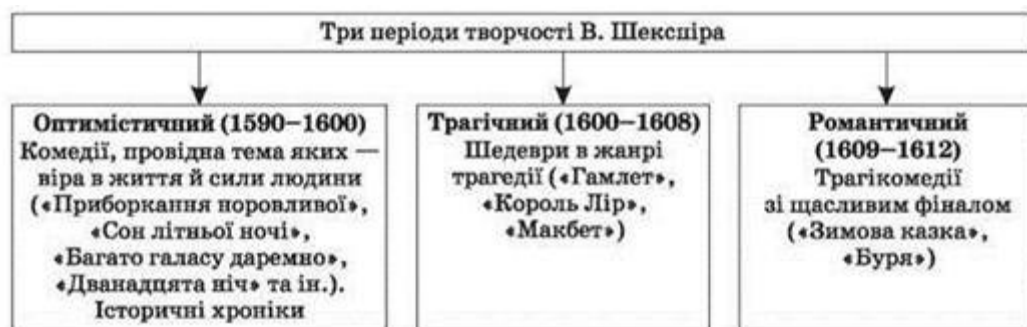 Три періоди творчості В. Шекспіра
Оптимістичний (1590—1600)
Комедії, провідна тема яких —
віра в життя й сили людини
(«Приборкання норовливої»,
«Сон літньої ночі»,
«Багато галасу даремно»,
«Дванадцята ніч» та ін.).
Історичні хроніки
Трагічний (1600—1608)
Шедеври в жанрі
трагедії («Гамлет»,
«Король Лір»,
«Макбет»)
Романтичний
(1609—1612)
Трагікомедії
зі щасливим фіналом
(«Зимова казка»,
«Буря»)